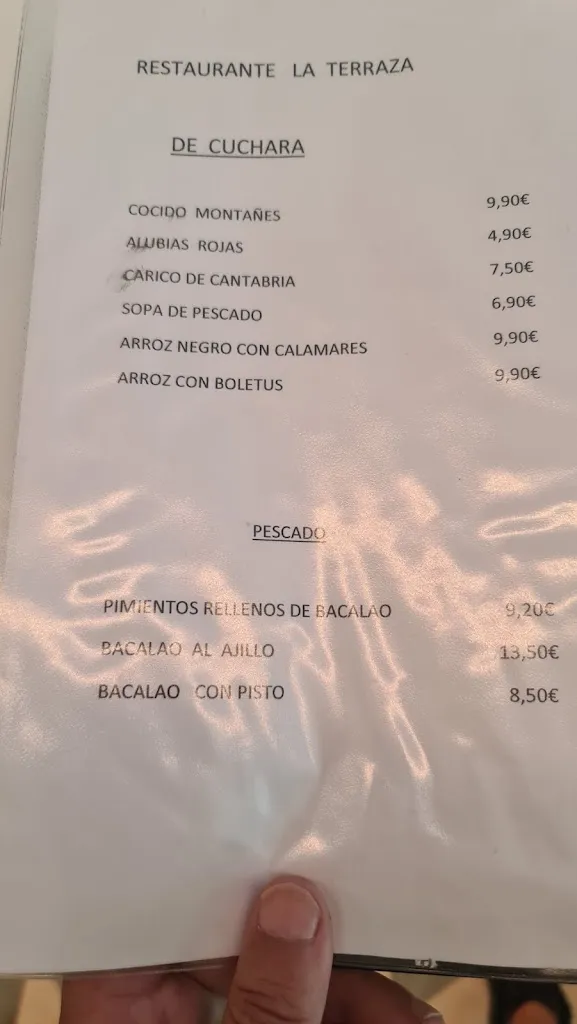 RESTAURANTE LA TERRAZA
DE CUCHARA
COCIDO MONTAÑES 9,90€
ALUBIAS ROJAS 4,90€
CARICO DE CANTABRIA 7,50€
SOPA DE PESCADO 6,90€
ARROZ NEGRO CON CALAMARES 9,90€
ARROZ CON BOLETUS 9,90€
PESCADO
PIMIENTOS RELLENOS DE BACALAO 9,20€
BACALAO AL AJILLO 13,50€
BACALAO CON PISTO 8,50€